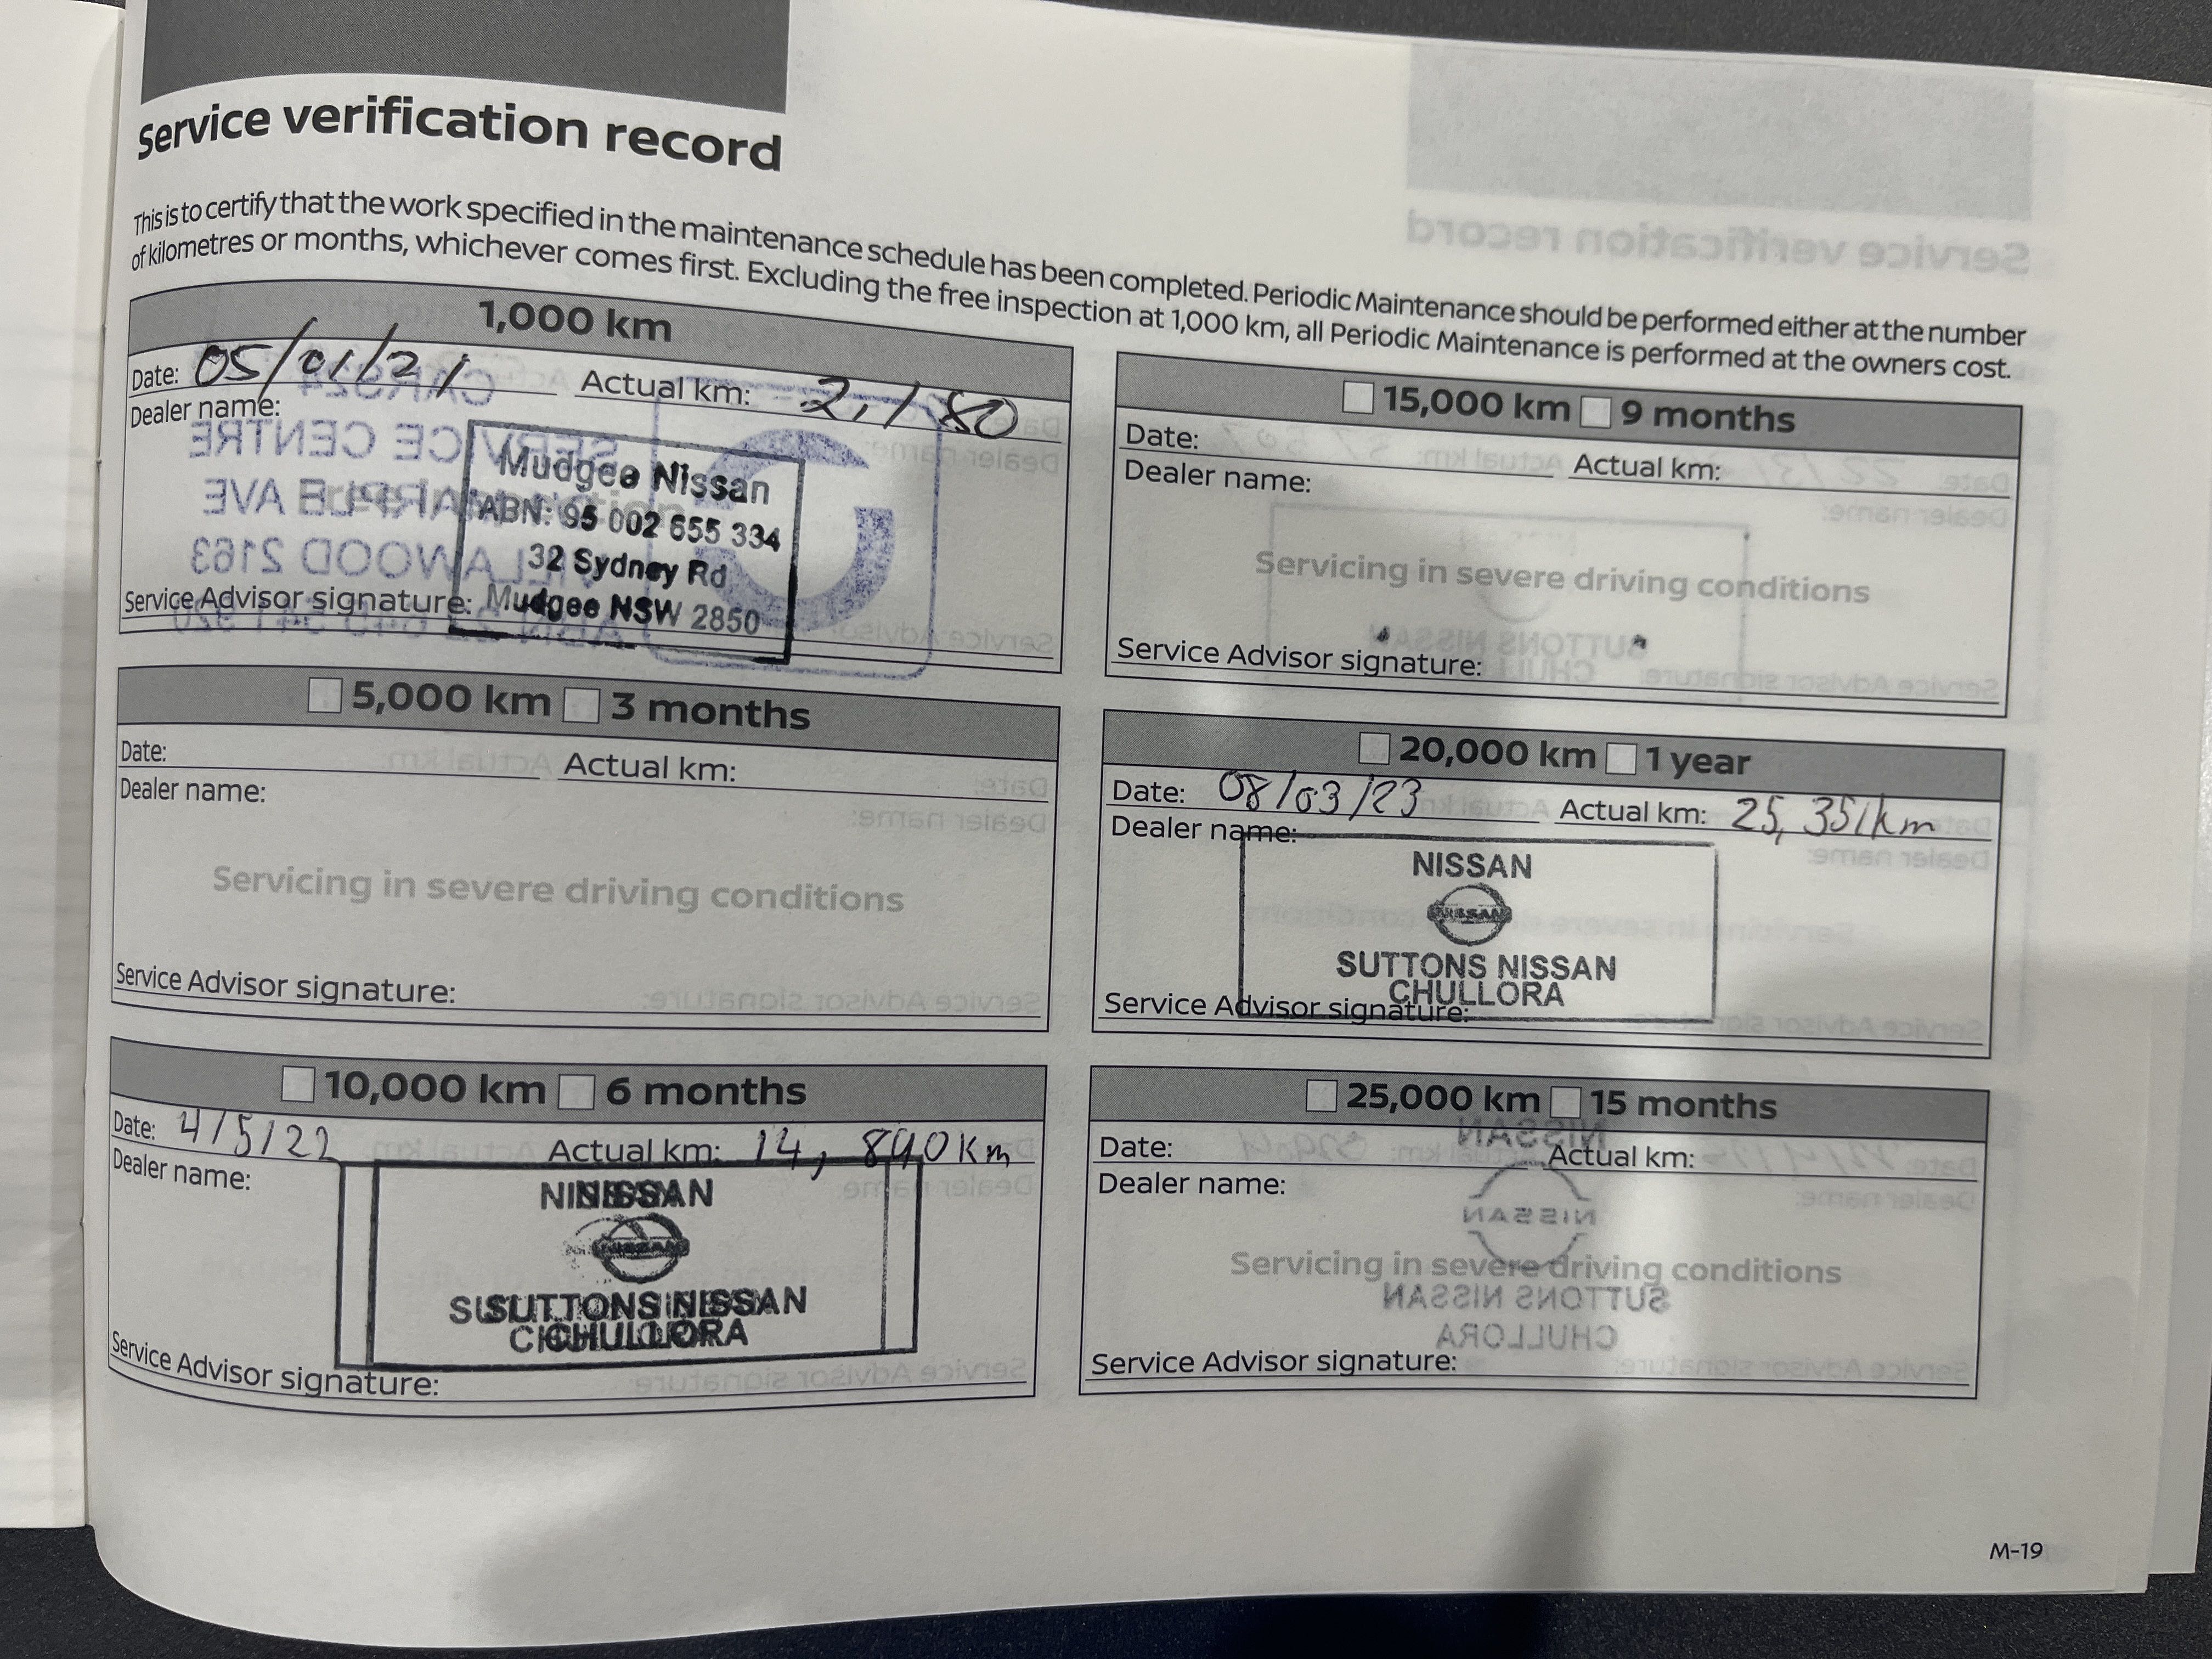 Service verification record
This is to certify that the work specified in the maintenance schedule has been completed. Periodic Maintenance should be performed either at the number
of kilometres or months, whichever comes first. Excluding the free inspection at 1,000 km, all Periodic Maintenance is performed at the owners cost.
1,000 km
Date: 05/01/21 Actual km: 2,180
Dealer name:
Mudgee Nissan
ABN: 95 002 655 334
32 Sydney Rd
Mudgee NSW 2850
Service Advisor signature:
5,000 km 3 months
Date: Actual km:
Dealer name:
Servicing in severe driving conditions
Service Advisor signature:
10,000 km 6 months
Date: 4/5/22 Actual km: 14, 890 Km
Dealer name:
NISSAN
NISSAN
SUTTONS NISSAN
CHULLORA
Service Advisor signature:
15,000 km 9 months
Date: Actual km:
Dealer name:
Servicing in severe driving conditions
Service Advisor signature:
20,000 km 1 year
Date: 08/03/23 Actual km: 25, 351km
Dealer name:
NISSAN
NISSAN
SUTTONS NISSAN
CHULLORA
Service Advisor signature:
25,000 km 15 months
Date: Actual km:
Dealer name:
Servicing in severe driving conditions
Service Advisor signature:
M-19